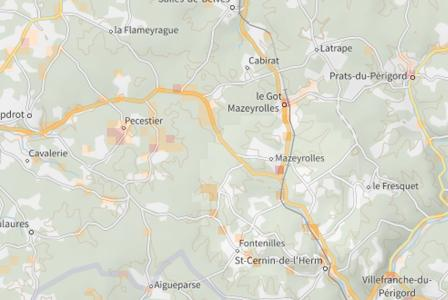 la Flameyrague
Latrape
Cabirat
Prats-du-Périgord
le Got
Mazeyrolles
Pecestier
Cavalerie
Mazeyrolles
le Fresquet
Fontenilles
St-Cernin-de-l'Herm
Aigueparse
Villefranche-du-
Périgord